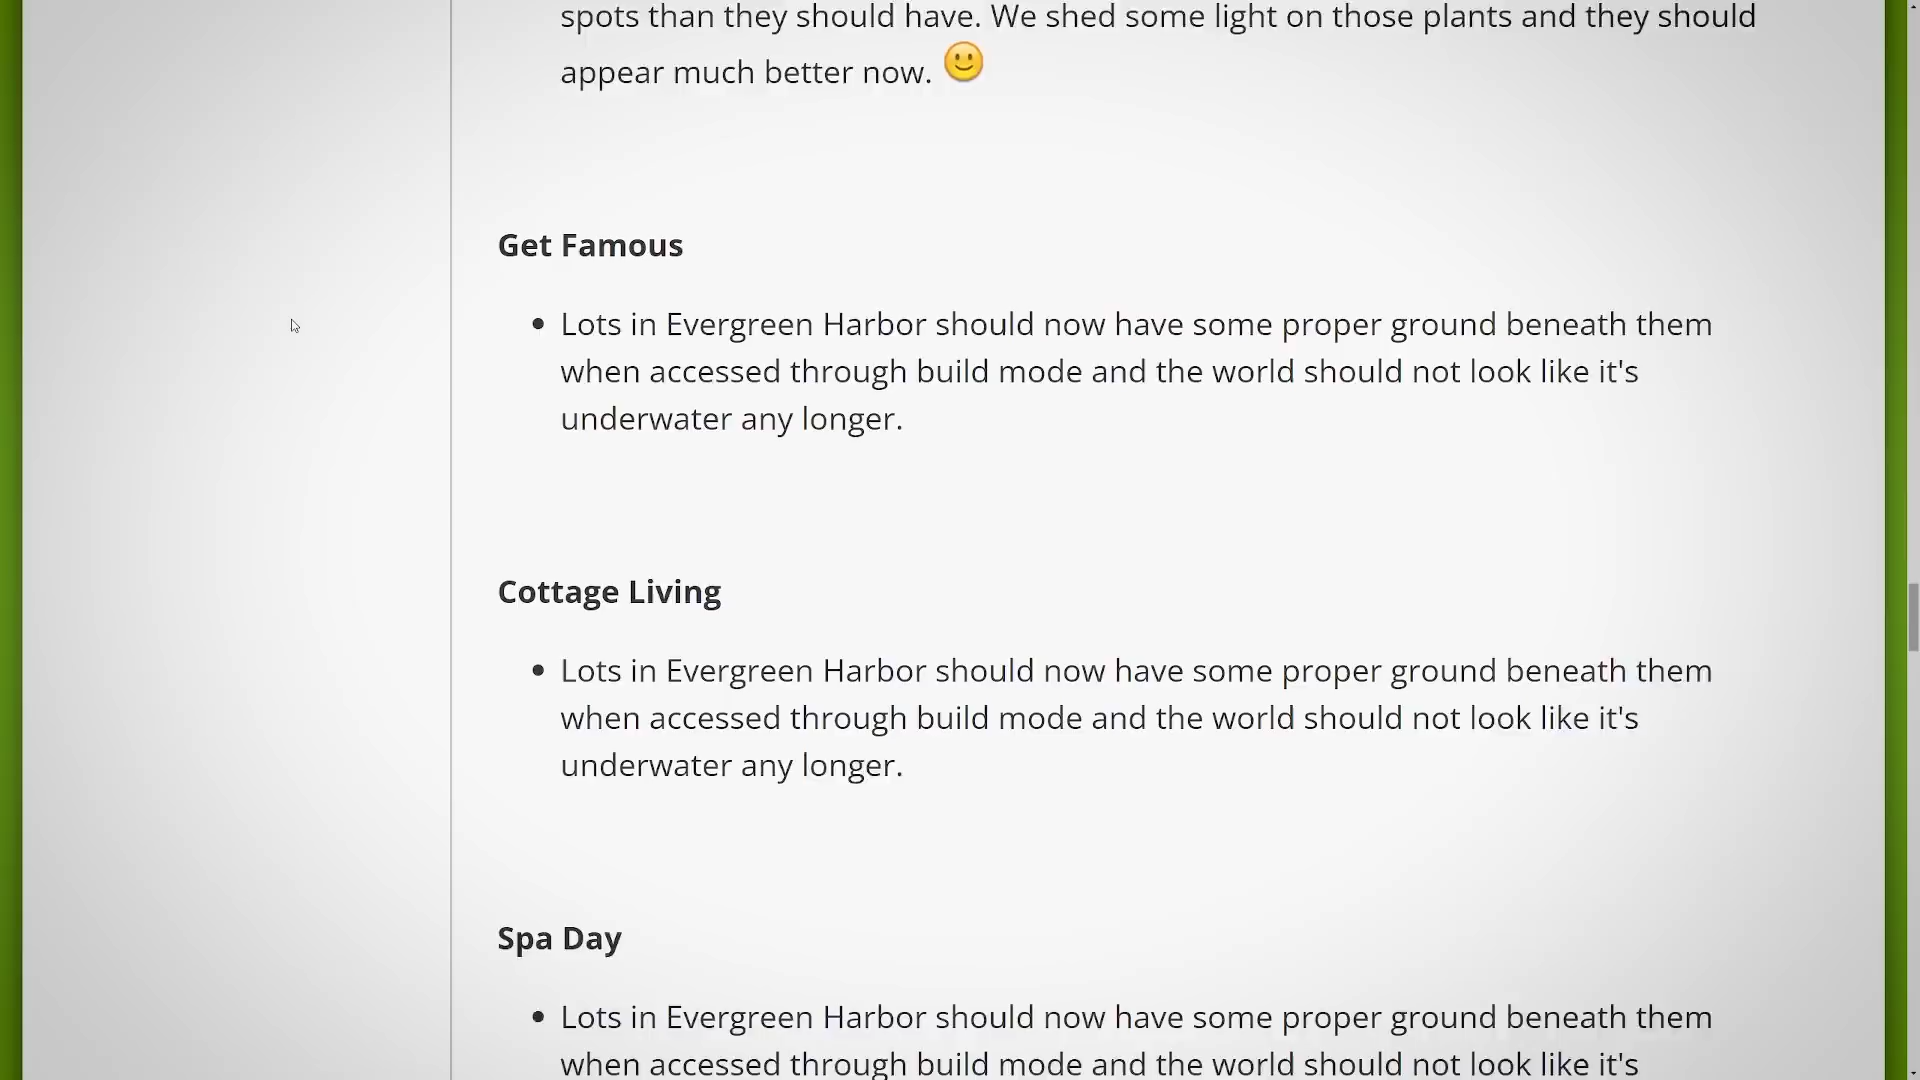 spots than they should have. We shed some light on those plants and they should
appear much better now. 🙂
Get Famous
• Lots in Evergreen Harbor should now have some proper ground beneath them
when accessed through build mode and the world should not look like it's
underwater any longer.
Cottage Living
• Lots in Evergreen Harbor should now have some proper ground beneath them
when accessed through build mode and the world should not look like it's
underwater any longer.
Spa Day
• Lots in Evergreen Harbor should now have some proper ground beneath them
when accessed through build mode and the world should not look like it's